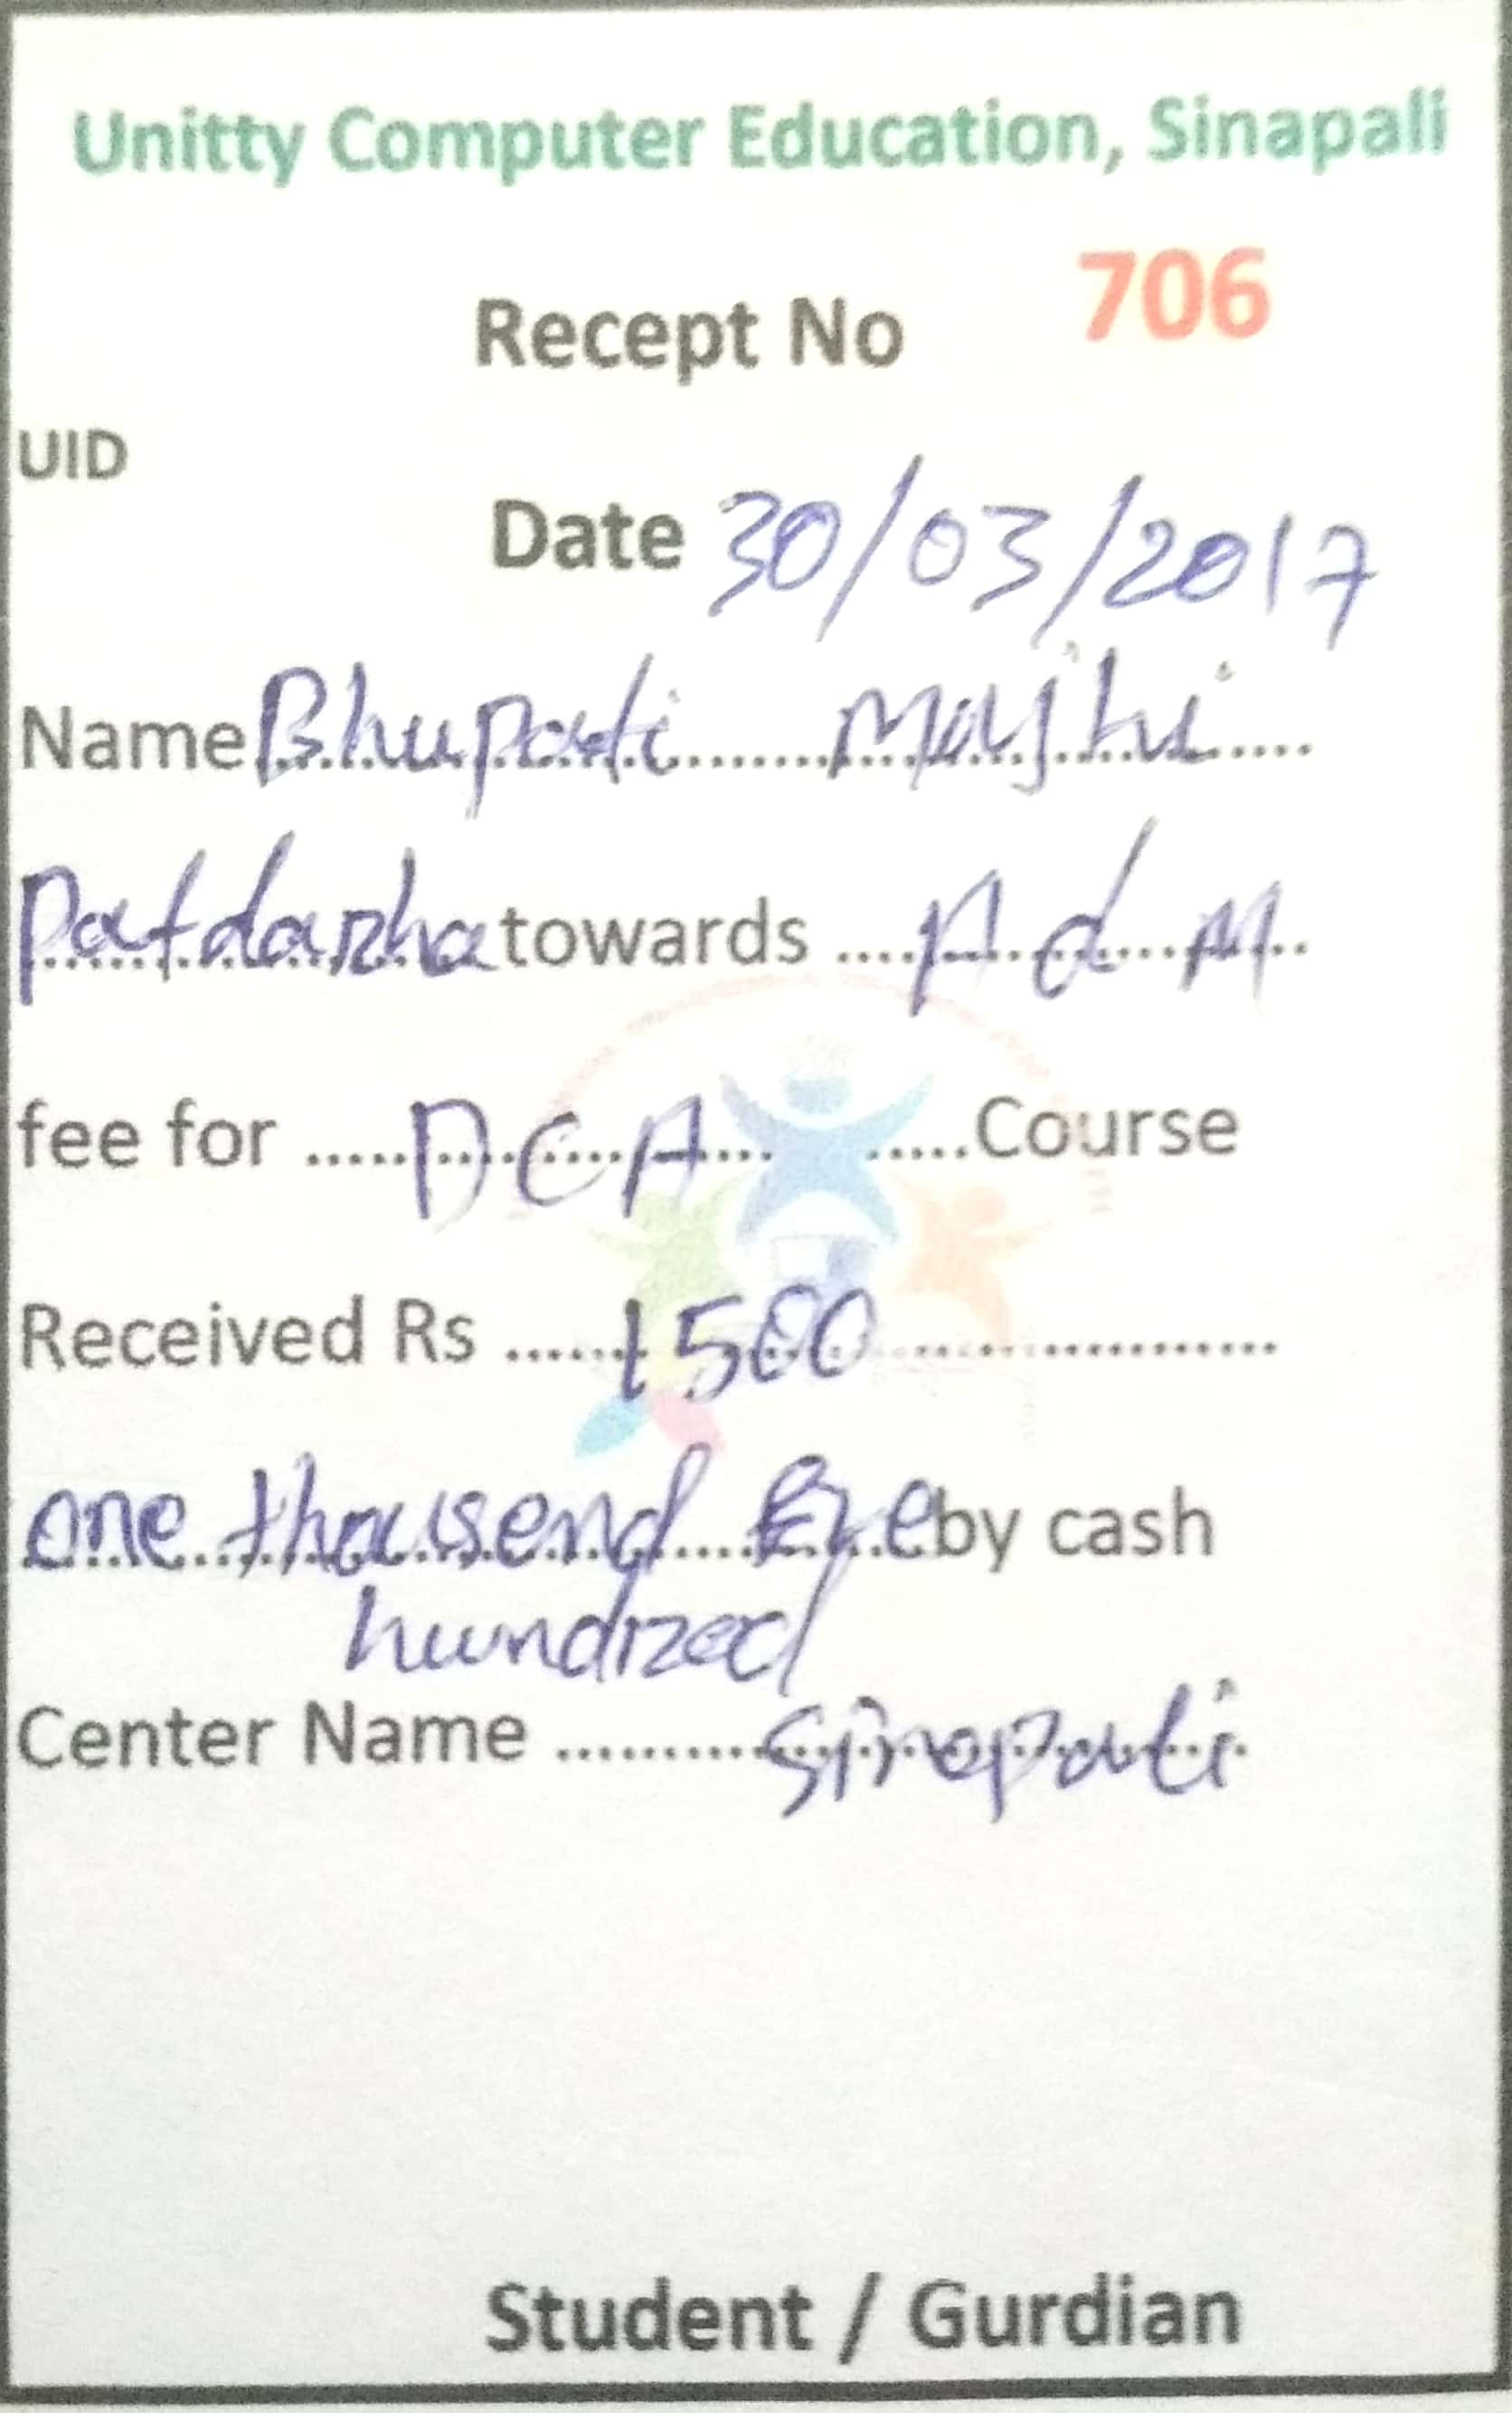 Unitty Computer Education, Sinapali
Recept No 706
UID
Date 30/03/2017
Name Bhupati Majhi
Patdarha towards Ad M
fee for DCA Course
Received Rs 1500
one thousend five by cash
hundred
Center Name Sinapali
Student / Gurdian